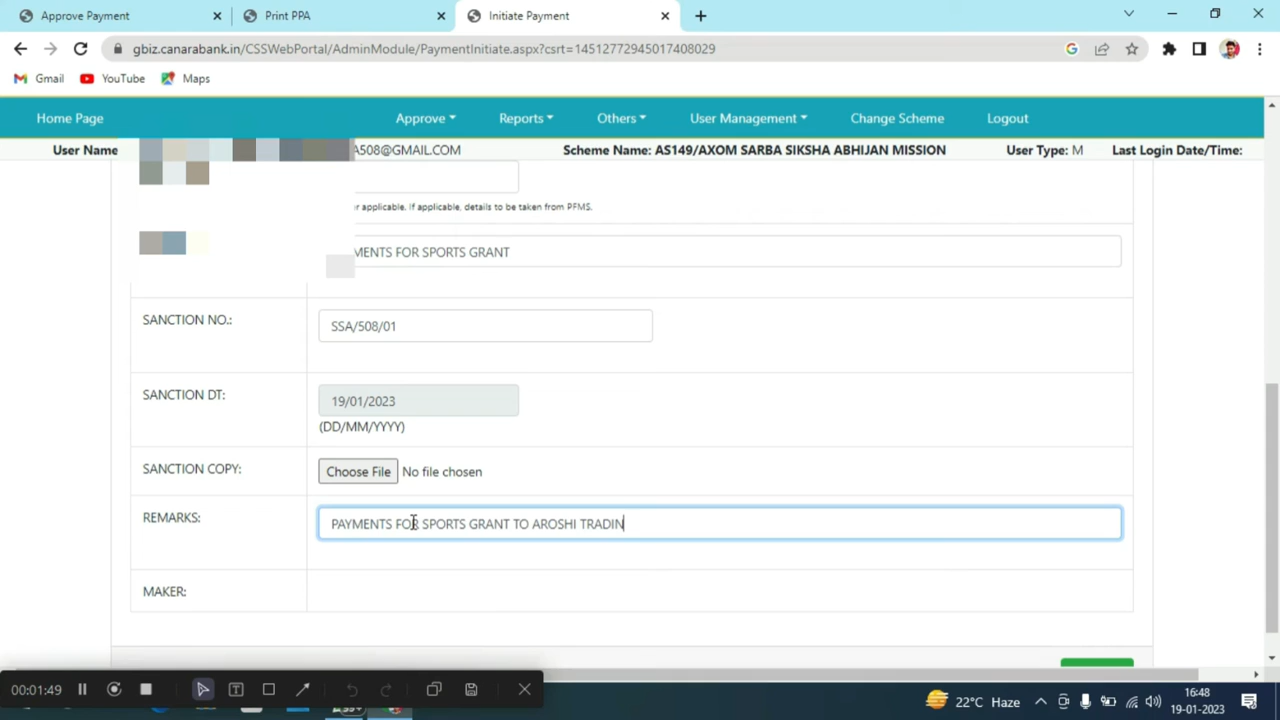 Approve Payment Print PPA Initiate Payment
gbiz.canarabank.in/CSSWebPortal/AdminModule/PaymentInitiate.aspx?csrt=14512772945017408029
Gmail YouTube Maps
Home Page Approve Reports Others User Management Change Scheme Logout
User Name A508@GMAIL.COM Scheme Name: AS149/AXOM SARBA SIKSHA ABHIJAN MISSION User Type: M Last Login Date/Time:
r applicable. If applicable, details to be taken from PFMS.
MENTS FOR SPORTS GRANT
SANCTION NO.: SSA/508/01
SANCTION DT: 19/01/2023
(DD/MM/YYYY)
SANCTION COPY: Choose File No file chosen
REMARKS: PAYMENTS FOR SPORTS GRANT TO AROSHI TRADIN
MAKER:
00:01:49
22°C Haze 16:48
19-01-2023